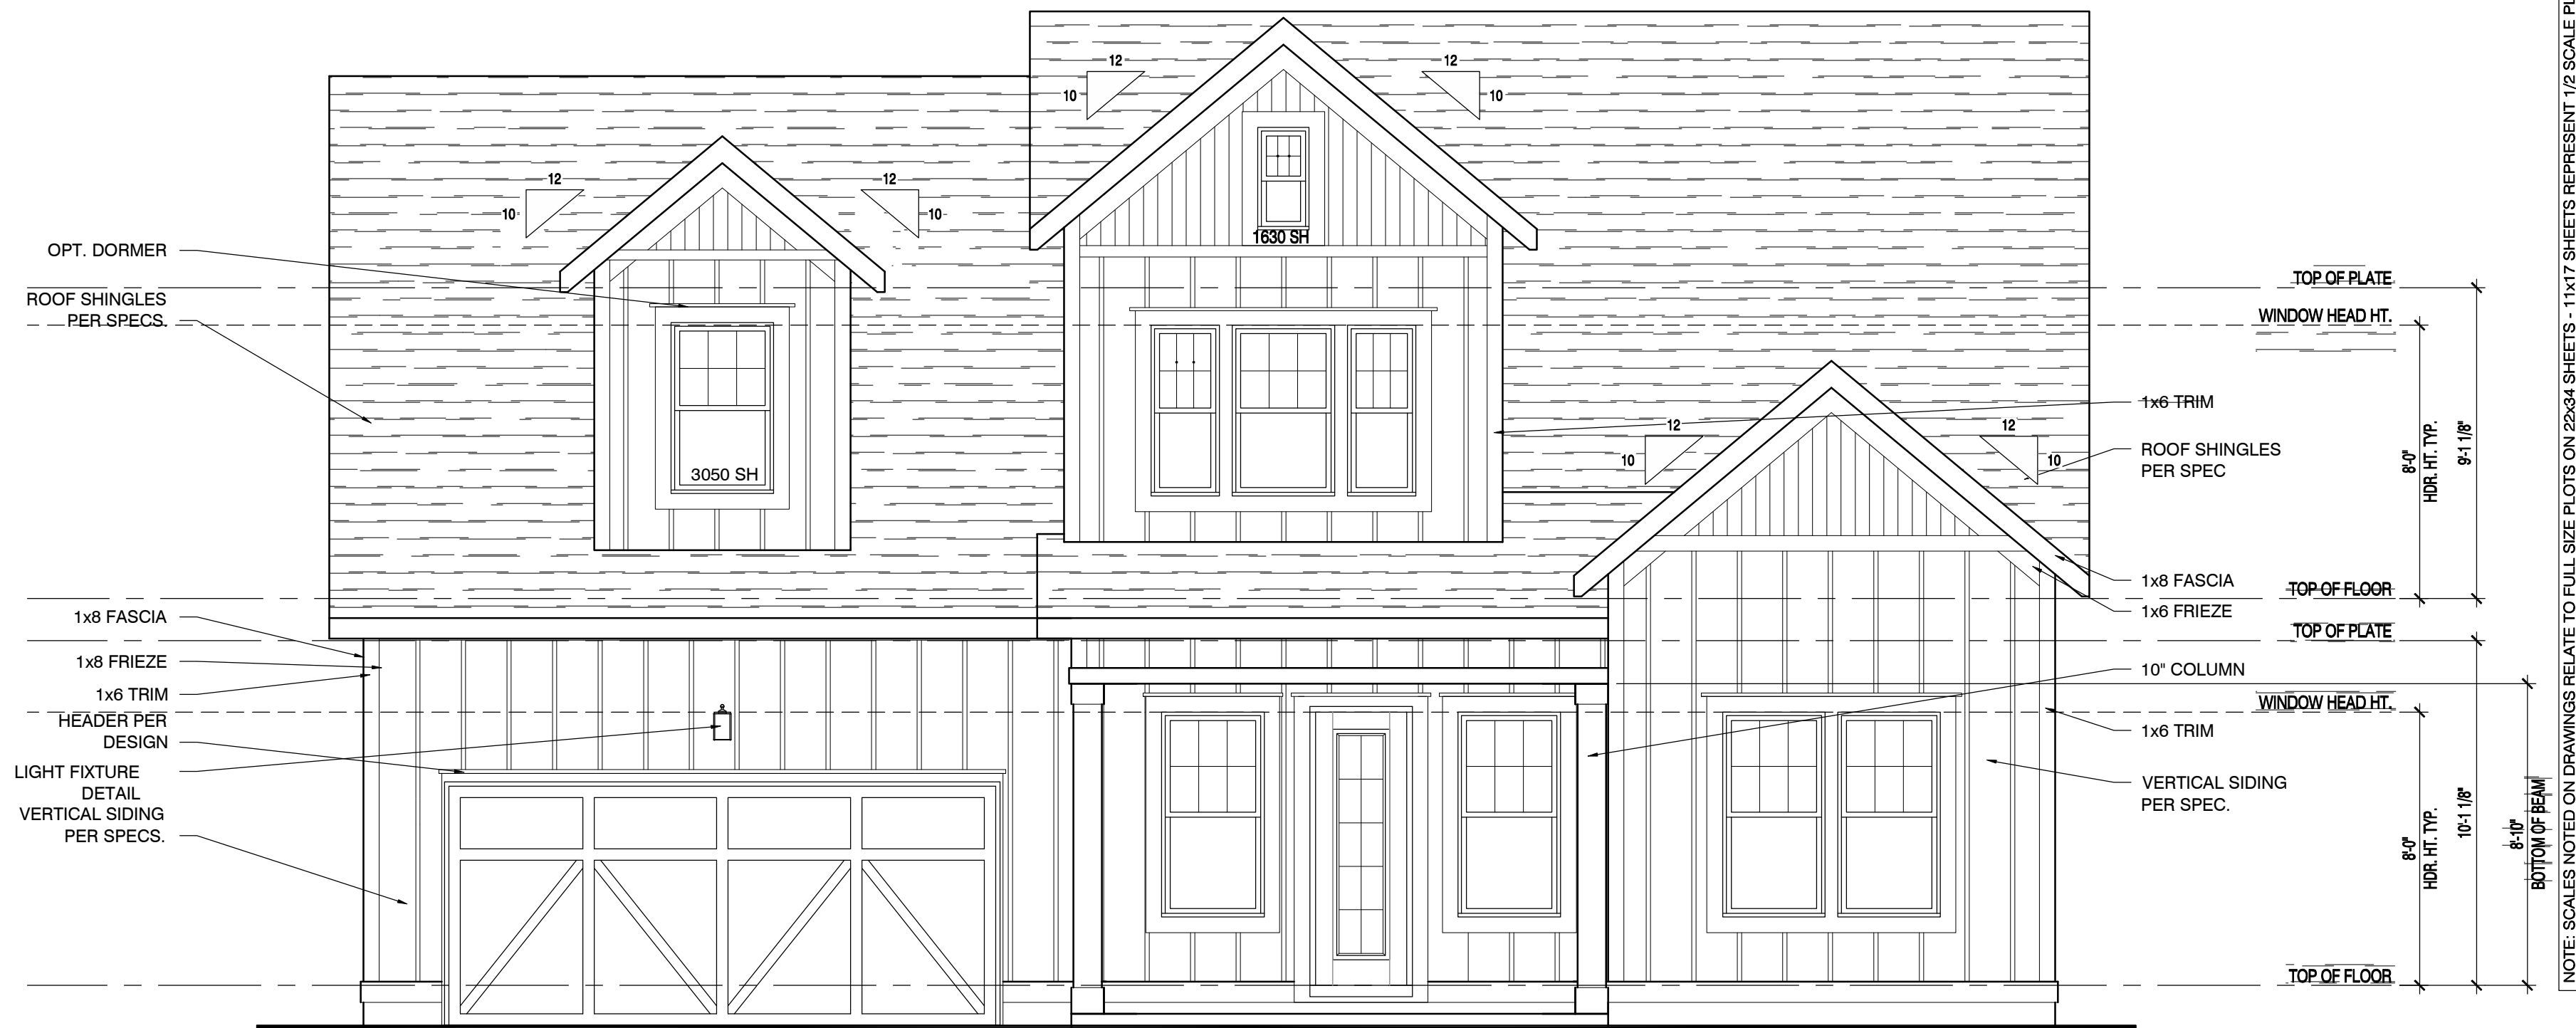 12
12
10
10
12
12
10
10
1630 SH
OPT. DORMER
ROOF SHINGLES
PER SPECS.
3050 SH
TOP OF PLATE
WINDOW HEAD HT.
1x6 TRIM
12
12
10
10
ROOF SHINGLES
PER SPEC
8'-0"
HDR. HT. TYP.
9'-1 1/8"
1x8 FASCIA
1x6 FRIEZE
TOP OF FLOOR
TOP OF PLATE
1x8 FASCIA
1x8 FRIEZE
1x6 TRIM
HEADER PER
DESIGN
LIGHT FIXTURE
DETAIL
VERTICAL SIDING
PER SPECS.
10" COLUMN
WINDOW HEAD HT.
1x6 TRIM
VERTICAL SIDING
PER SPEC.
8'-0"
HDR. HT. TYP.
10'-1 1/8"
8'-10"
BOTTOM OF BEAM
TOP OF FLOOR
NOTE: SCALES NOTED ON DRAWINGS RELATE TO FULL SIZE PLOTS ON 22x34 SHEETS - 11x17 SHEETS REPRESENT 1/2 SCALE